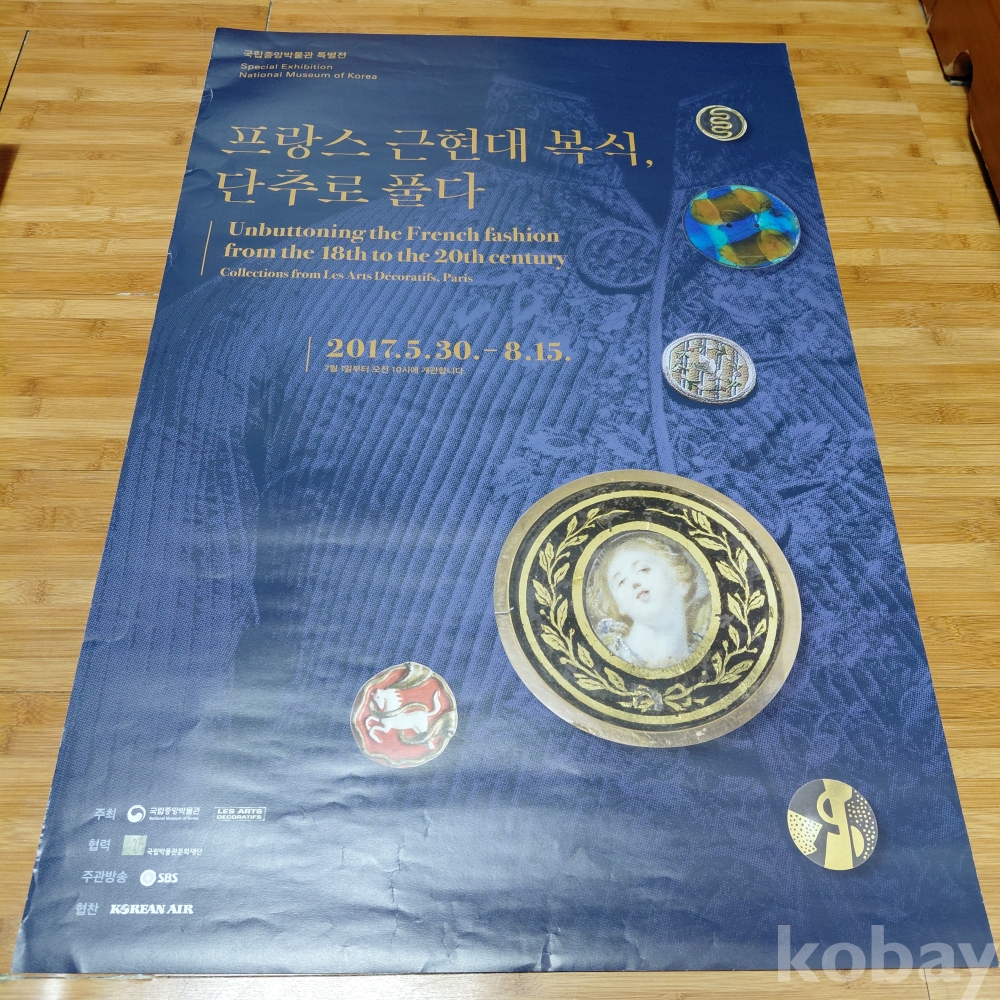 국립중앙박물관 특별전
Special Exhibition
National Museum of Korea
프랑스 근현대 복식,
단추로 풀다
Unbuttoning the French fashion
from the 18th to the 20th century
Collections from Les Arts Décoratifs, Paris
2017.5.30.-8.15.
7월 1일부터 오전 10시에 개관합니다.
주최 국립중앙박물관 National Museum of Korea LES ARTS DECORATIFS
협력 국립박물관문화재단
주관방송 SBS
협찬 KOREAN AIR
kobay